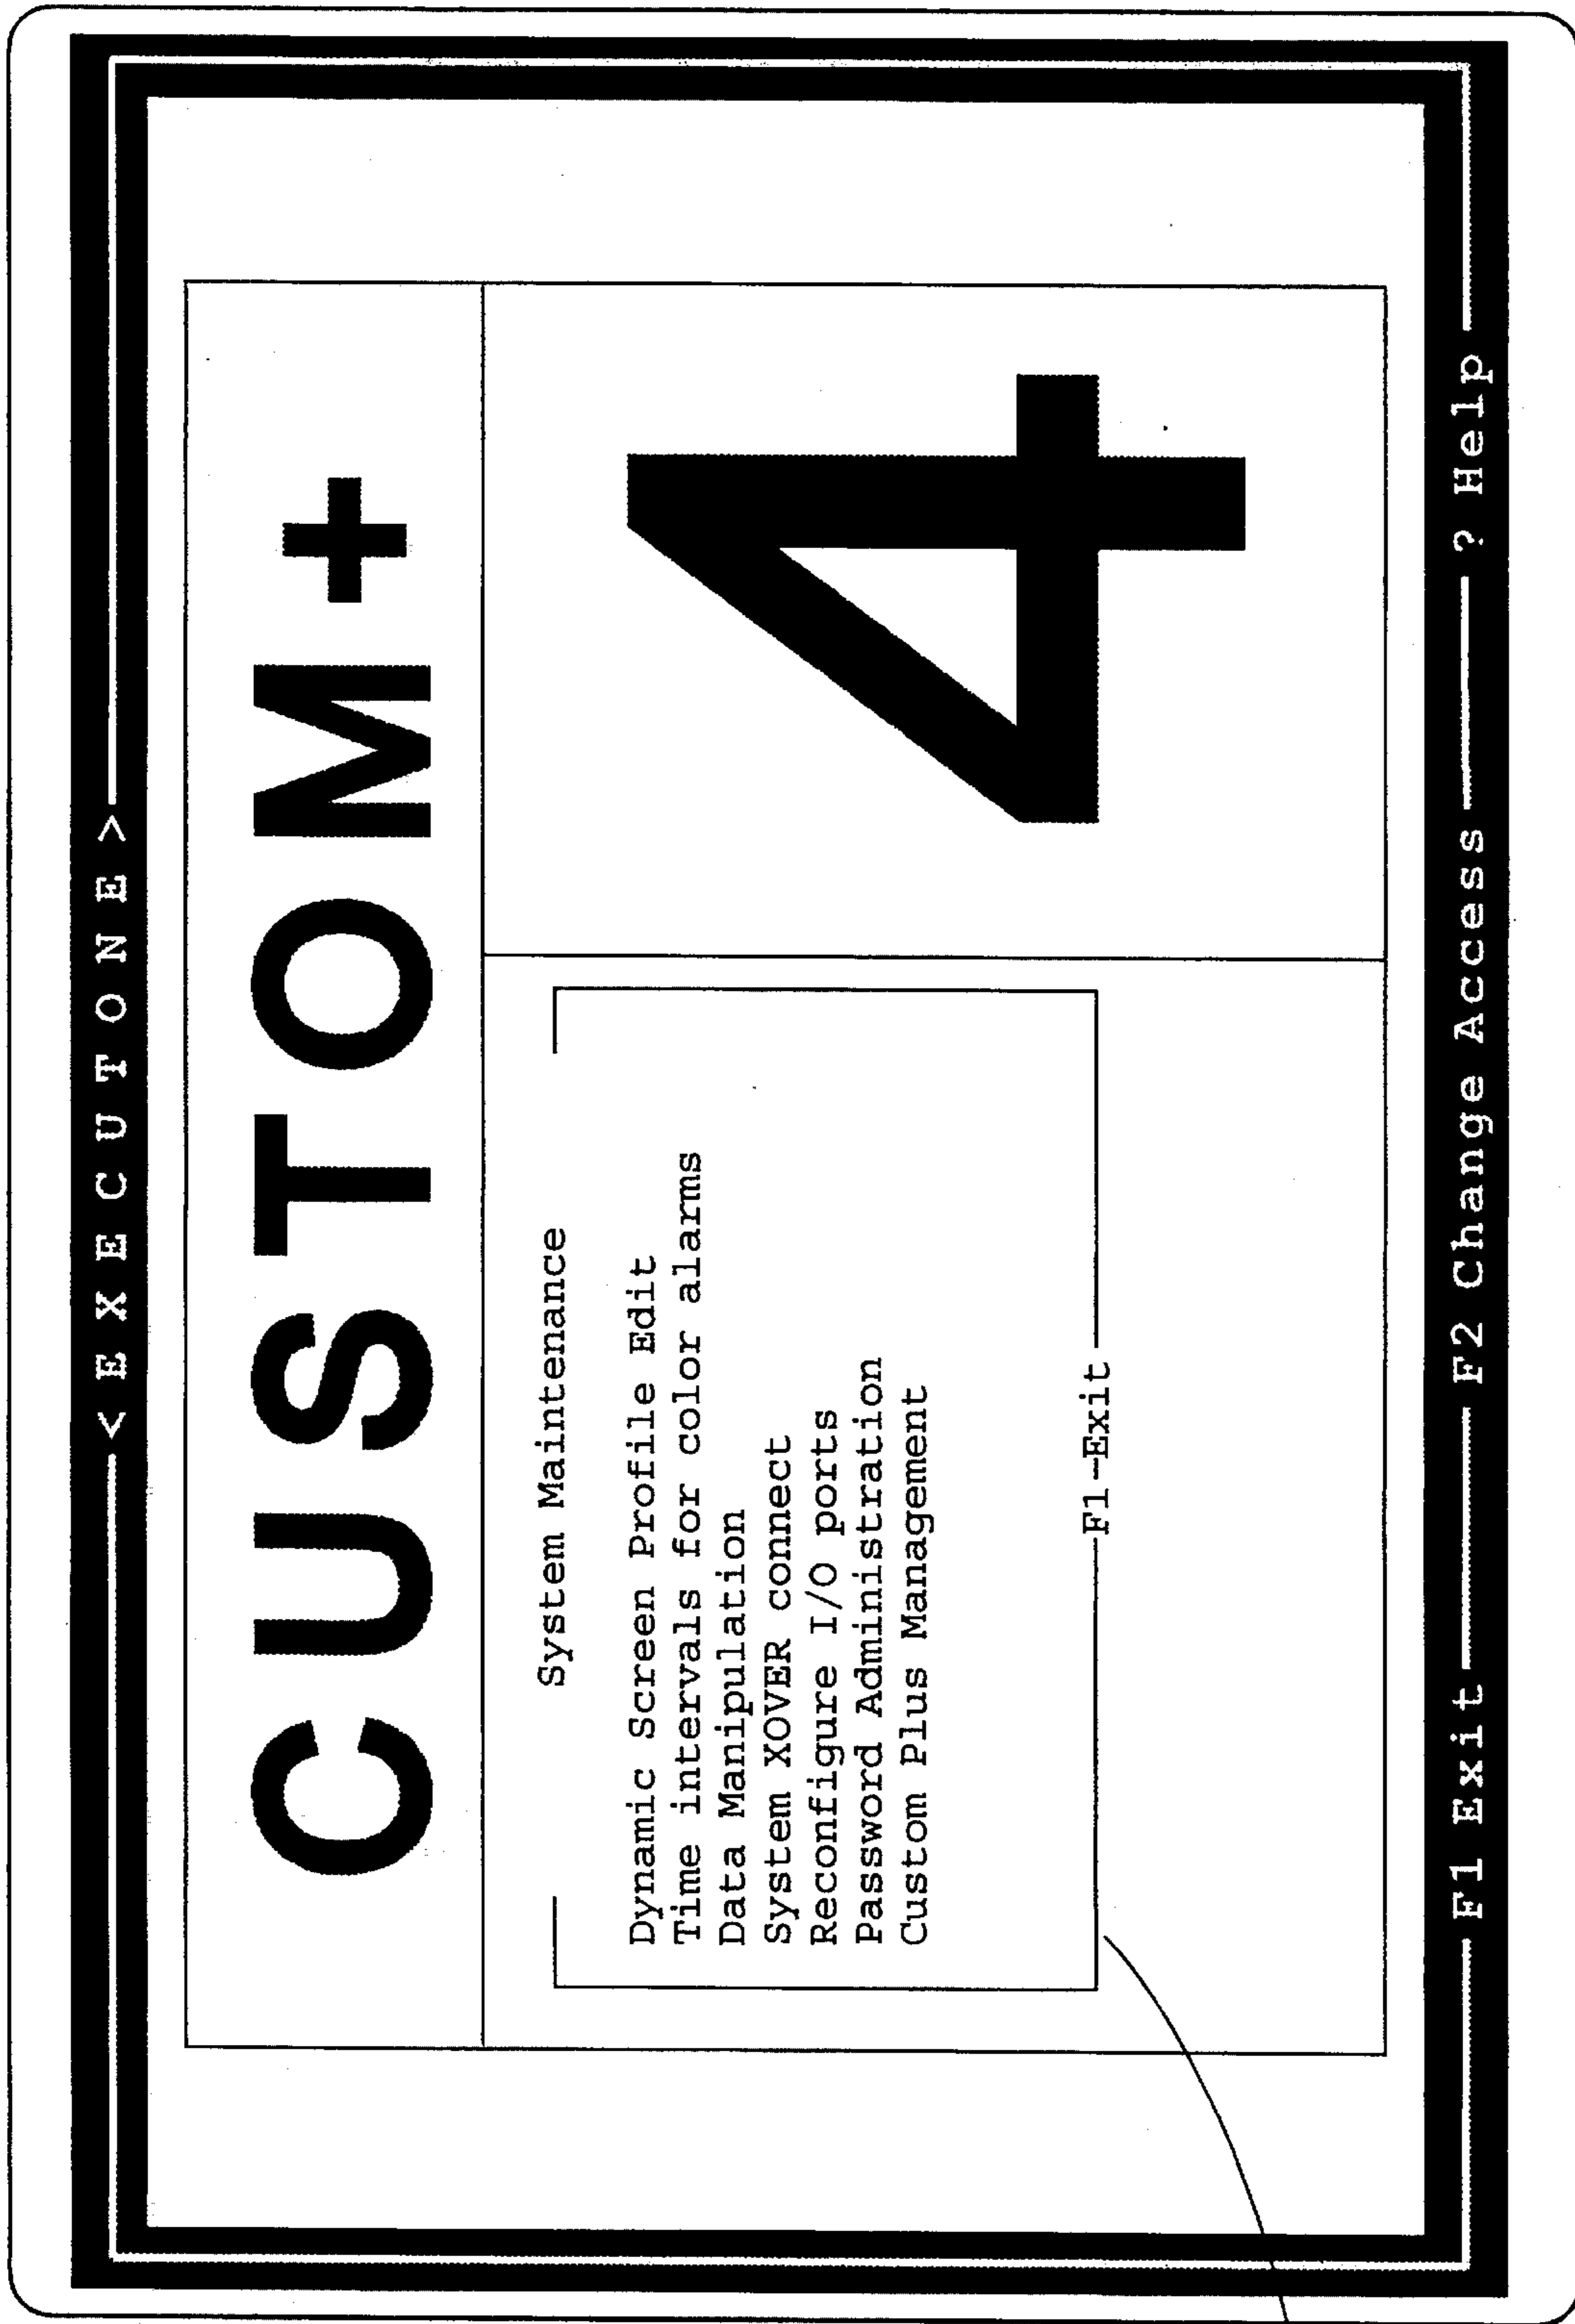 < E X E C U T O N E >
CUSTOM+
System Maintenance
Dynamic Screen Profile Edit
Time intervals for color alarms
Data Manipulation
System XOVER connect
Reconfigure I/O ports
Password Administration
Custom Plus Management
F1-Exit
4
F1 Exit F2 Change Access ? Help